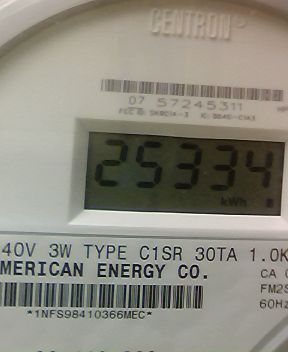 CENTRON®
07 57245311
25334
kWh
40V 3W TYPE C1SR 30TA 1.0K
MERICAN ENERGY CO.
CA
FM2S
60Hz
*1NFS98410366MEC*